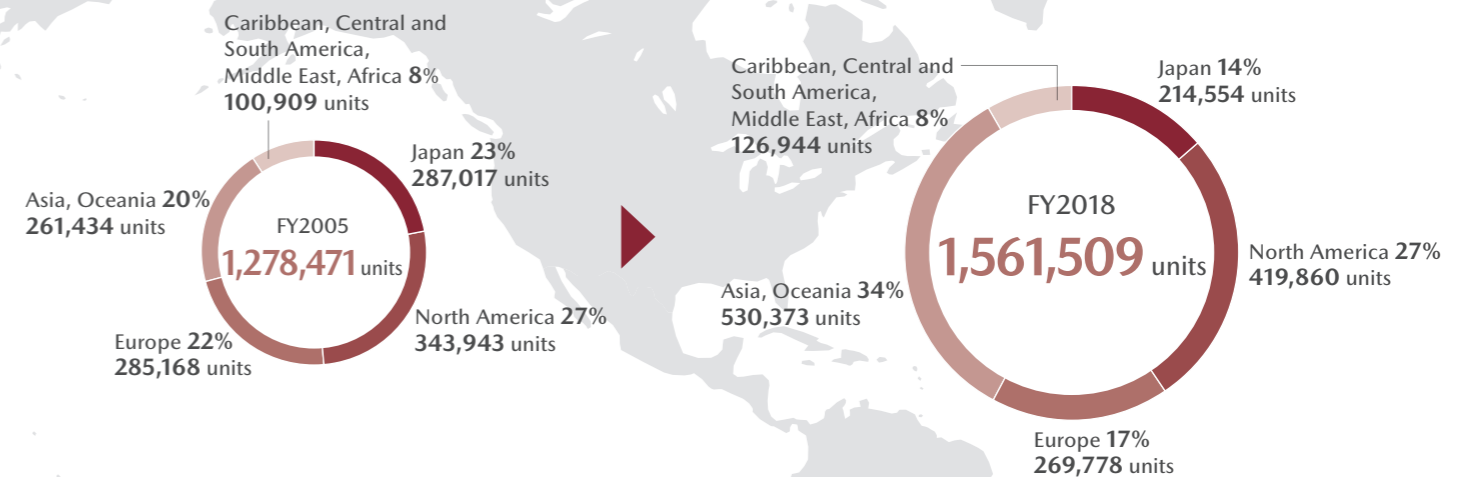 Caribbean, Central and
South America,
Middle East, Africa 8%
100,909 units
Japan 23%
287,017 units
Asia, Oceania 20%
261,434 units
FY2005
1,278,471 units
North America 27%
343,943 units
Europe 22%
285,168 units
Caribbean, Central and
South America,
Middle East, Africa 8%
126,944 units
Japan 14%
214,554 units
FY2018
1,561,509 units
North America 27%
419,860 units
Asia, Oceania 34%
530,373 units
Europe 17%
269,778 units